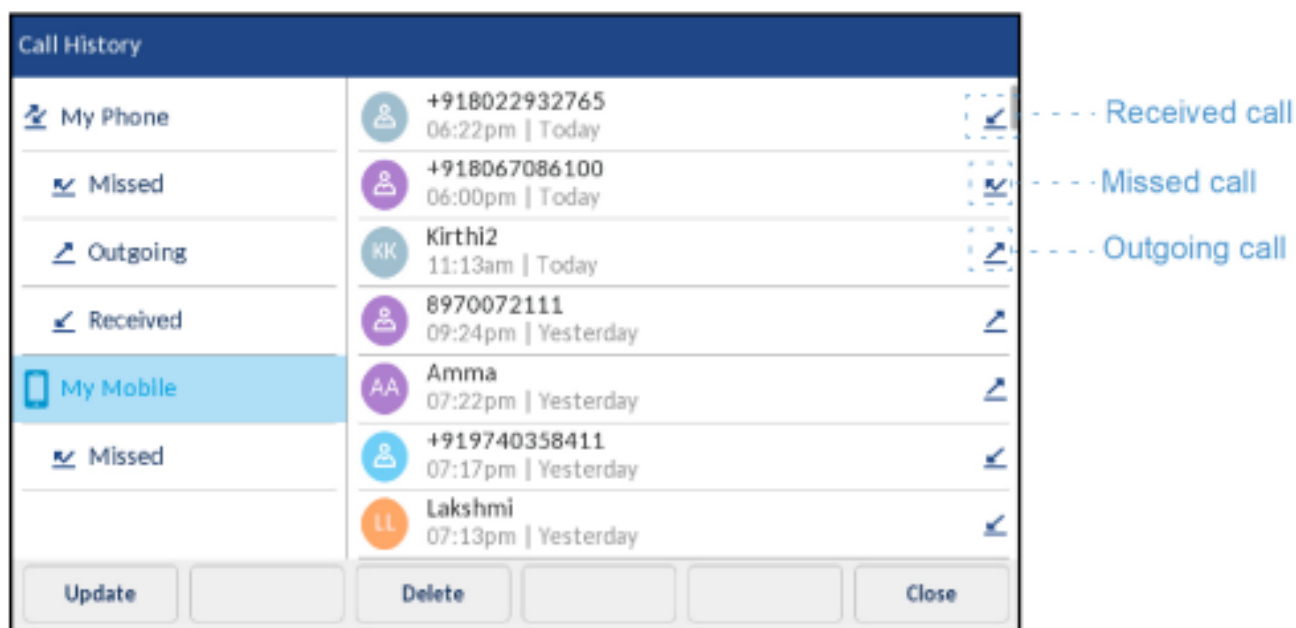 Call History
My Phone
Missed
Outgoing
Received
My Mobile
Missed
+918022932765
06:22pm | Today
+918067086100
06:00pm | Today
KK
Kirthi2
11:13am | Today
8970072111
09:24pm | Yesterday
AA
Amma
07:22pm | Yesterday
+919740358411
07:17pm | Yesterday
LL
Lakshmi
07:13pm | Yesterday
Received call
Missed call
Outgoing call
Update
Delete
Close